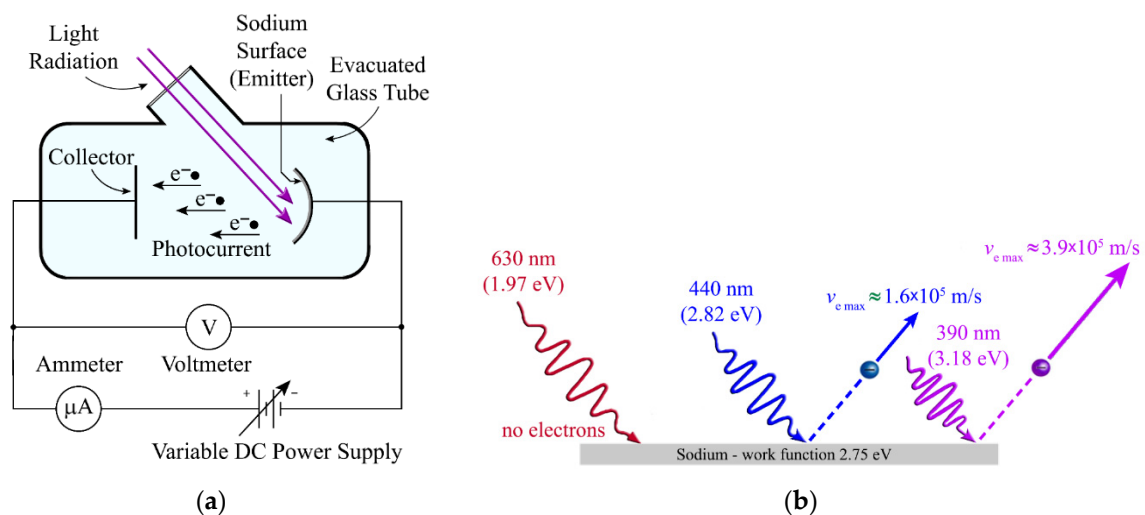 Light
Radiation
Sodium
Surface
(Emitter)
Evacuated
Glass Tube
Collector
e⁻
e⁻
e⁻
Photocurrent
V
Ammeter
Voltmeter
μA
+
−
Variable DC Power Supply
(a)
630 nm
(1.97 eV)
no electrons
440 nm
(2.82 eV)
v e max ≈1.6×10⁵ m/s
390 nm
(3.18 eV)
v e max ≈3.9×10⁵ m/s
−
−
Sodium - work function 2.75 eV
(b)